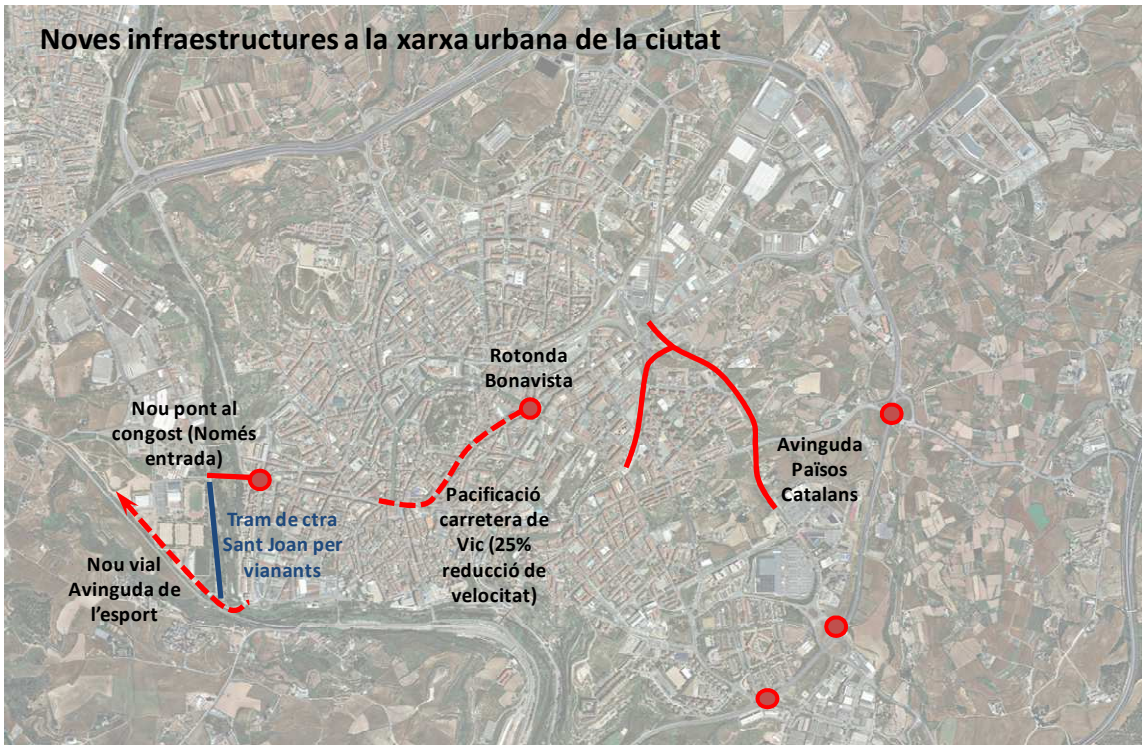 Noves infraestructures a la xarxa urbana de la ciutat
Rotonda
Bonavista
Nou pont al
congost (Només
entrada)
Avinguda
Països
Catalans
Pacificació
carretera de
Vic (25%
reducció de
velocitat)
Tram de ctra
Sant Joan per
vianants
Nou vial
Avinguda de
l’esport